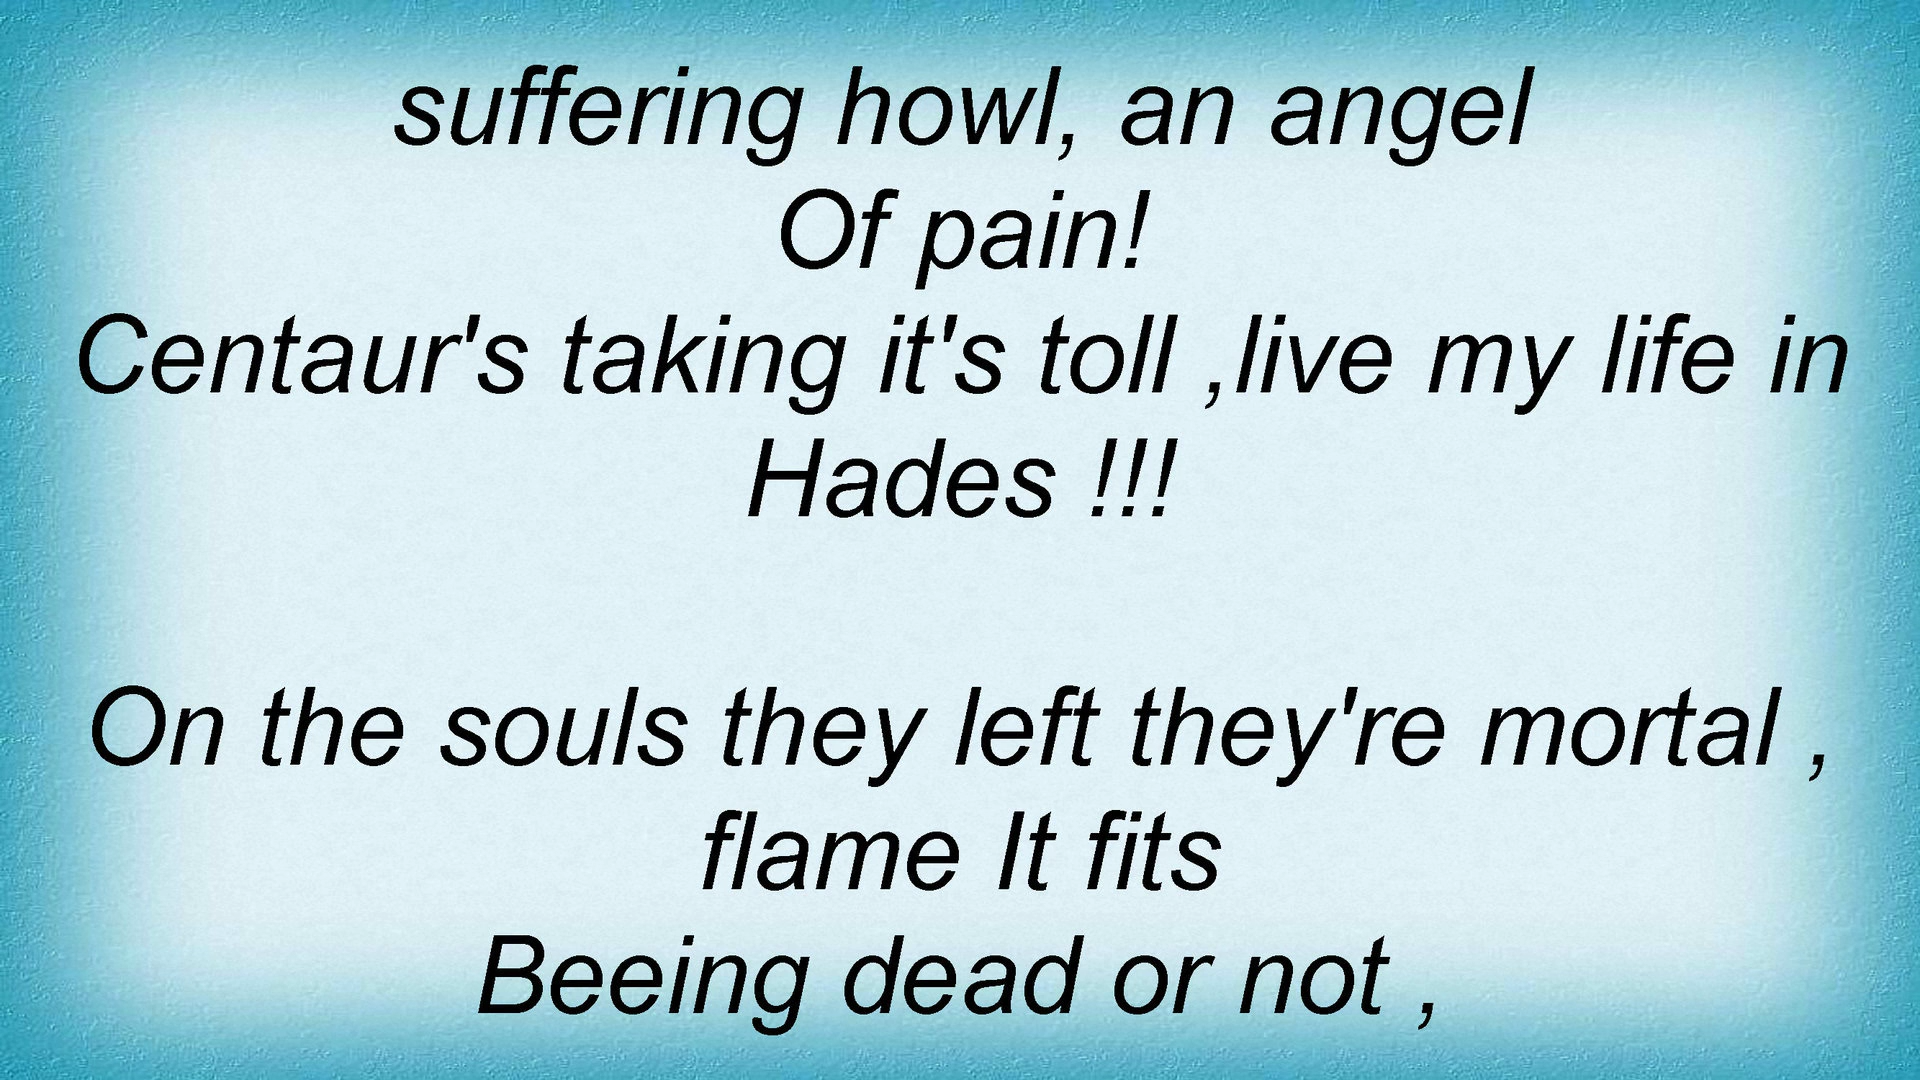 suffering howl, an angel
Of pain!
Centaur's taking it's toll ,live my life in
Hades !!!
On the souls they left they're mortal ,
flame It fits
Beeing dead or not ,